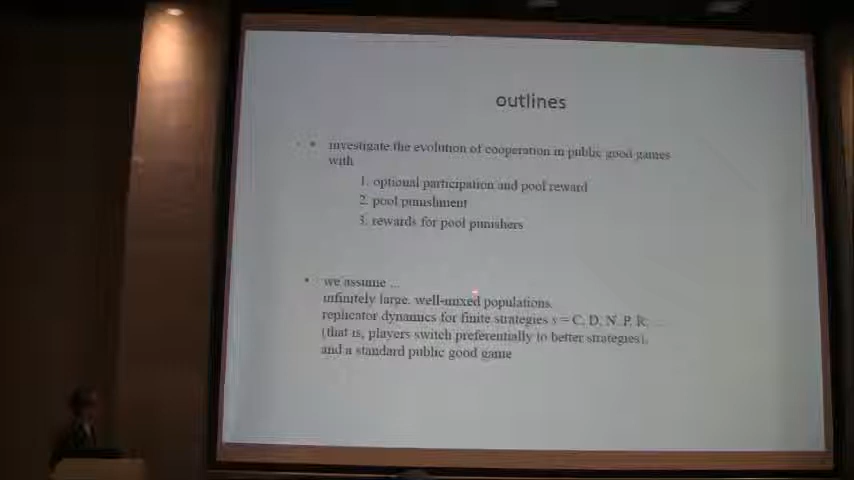 outlines
• investigate the evolution of cooperation in public good games
with
1. optional participation and pool reward
2. pool punishment
3. rewards for pool punishers
• we assume ...
infinitely large, well-mixed populations,
replicator dynamics for finite strategies s = C, D, N, P, R, ...
(that is, players switch preferentially to better strategies),
and a standard public good game